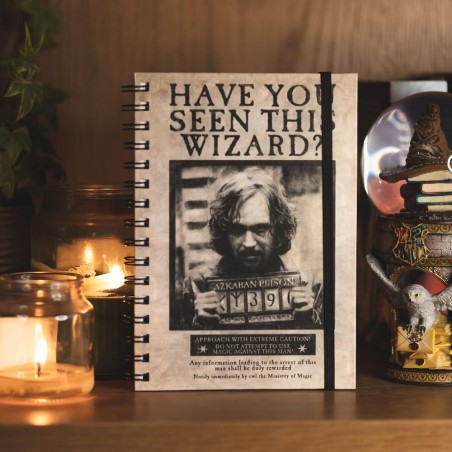 HAVE YOU
SEEN THIS
WIZARD?
AZKABAN PRISON
APPROACH WITH EXTREME CAUTION!
DO NOT ATTEMPT TO USE
MAGIC AGAINST THIS MAN!
Any information leading to the arrest of this
man shall be duly rewarded
Notify immediately by owl the Ministry of Magic